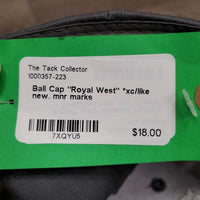 The Tack Collector
1000357-223
Ball Cap "Royal West" *xc/like
new, mnr marks
7XQYU5
$18.00